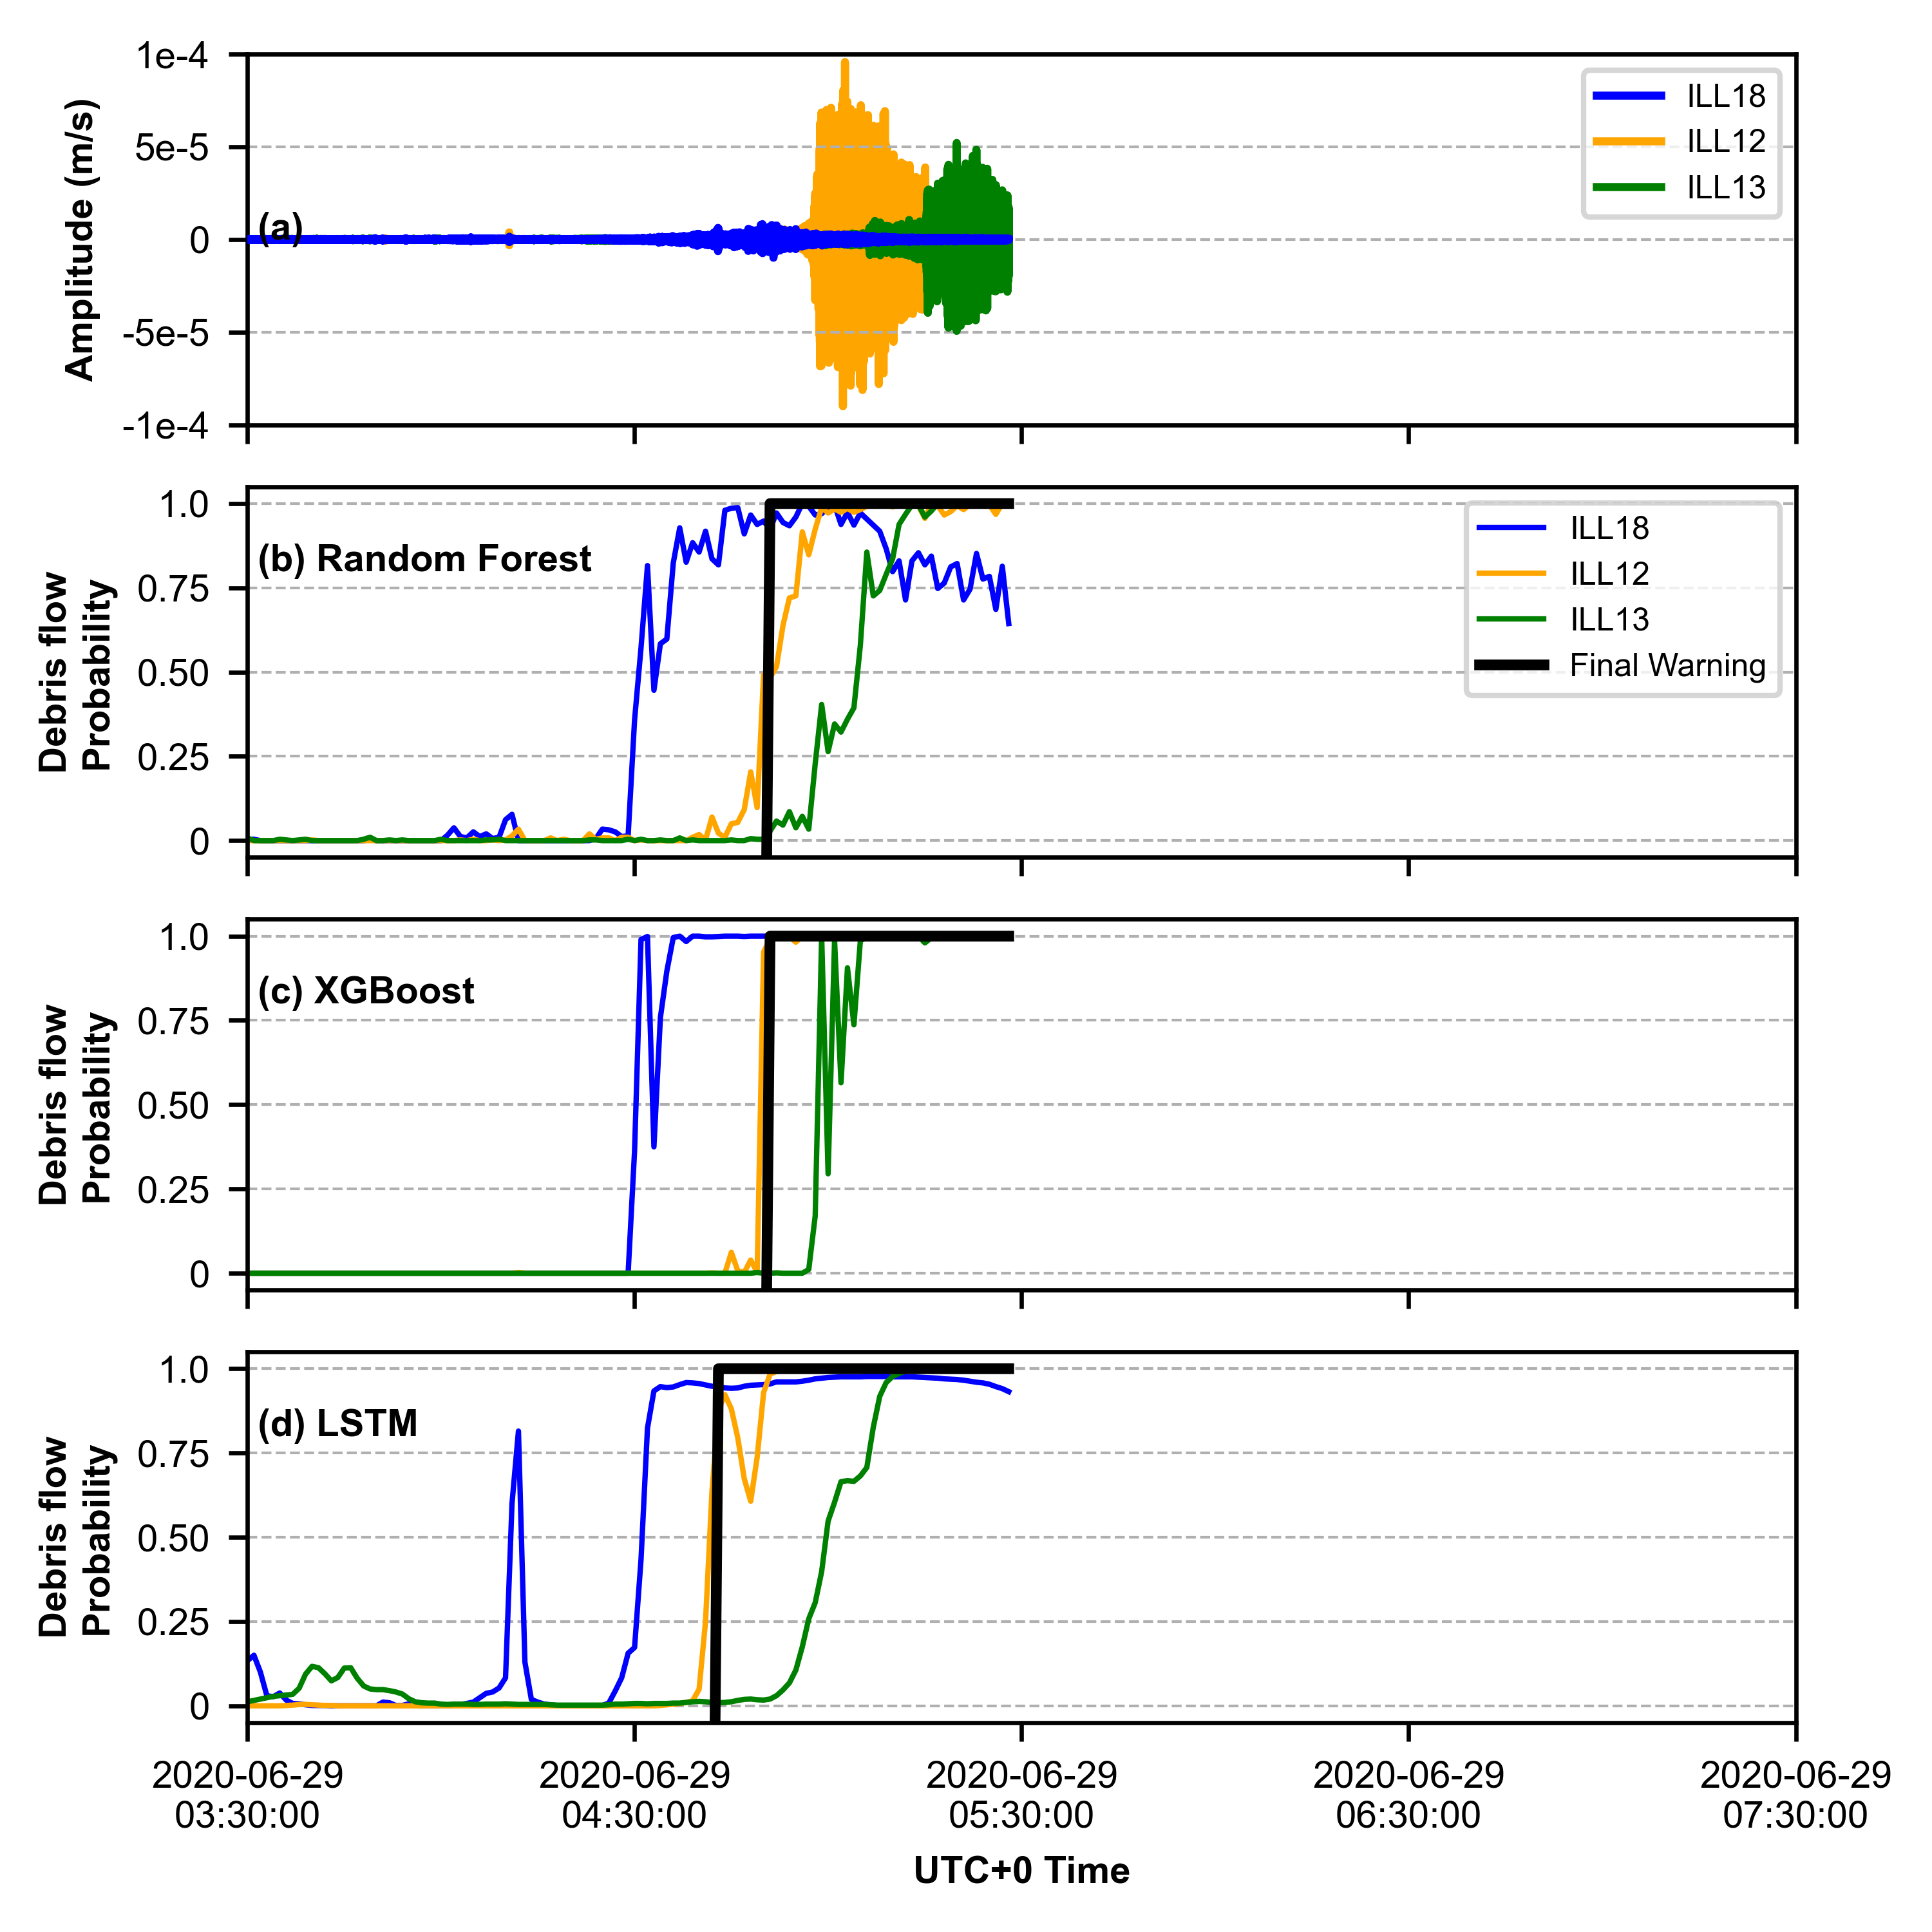 1e-4
5e-5
0
-5e-5
-1e-4
Amplitude (m/s)
(a)
ILL18
ILL12
ILL13
1.0
0.75
0.50
0.25
0
Debris flow
Probability
(b) Random Forest
ILL18
ILL12
ILL13
Final Warning
1.0
0.75
0.50
0.25
0
Debris flow
Probability
(c) XGBoost
1.0
0.75
0.50
0.25
0
Debris flow
Probability
(d) LSTM
2020-06-29
03:30:00
2020-06-29
04:30:00
2020-06-29
05:30:00
2020-06-29
06:30:00
2020-06-29
07:30:00
UTC+0 Time